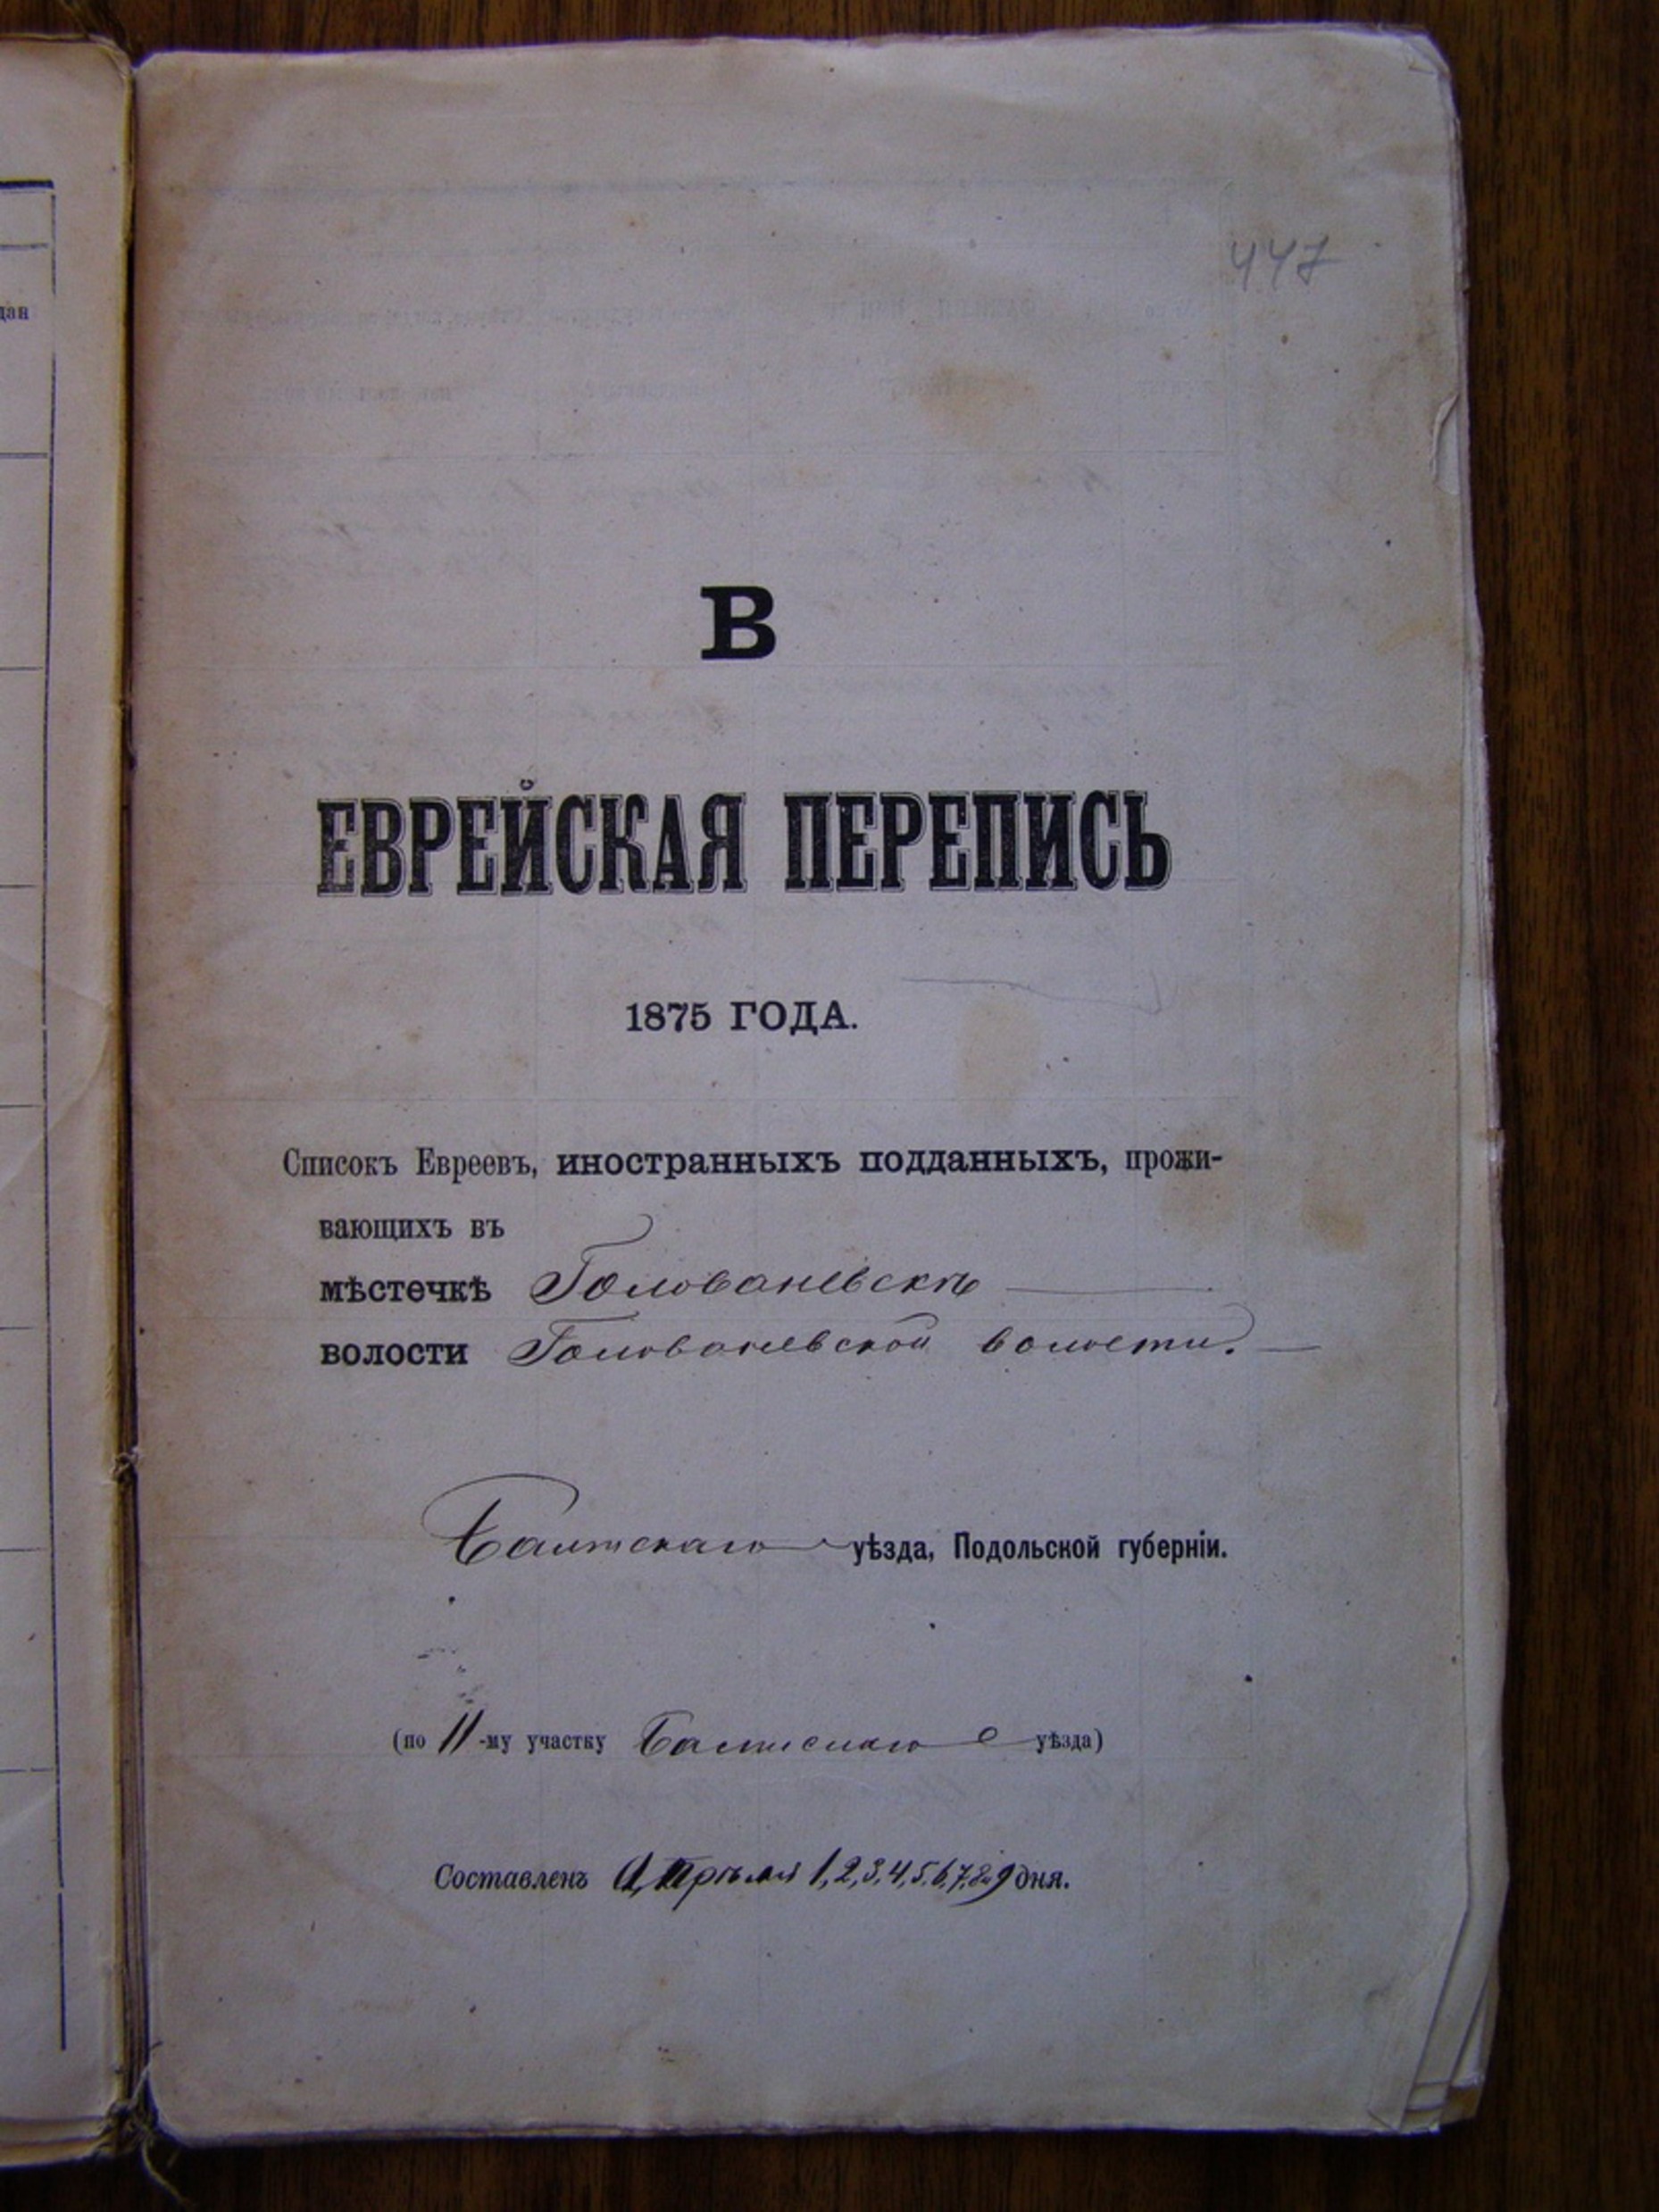 447
дан
В
ЕВРЕЙСКАЯ ПЕРЕПИСЬ
1875 ГОДА.
Списокъ Евреевъ, иностранныхъ подданныхъ, прожи-
вающихъ въ
мѣстечкѣ Голованевскѣ
волости Голованевской волости.
Балтскаго уѣзда, Подольской губерніи.
(по II-му участку Балтскаго уѣзда)
Составленъ Апрѣля 1, 2, 3, 4, 5, 6, 7, 8 и 9 дня.